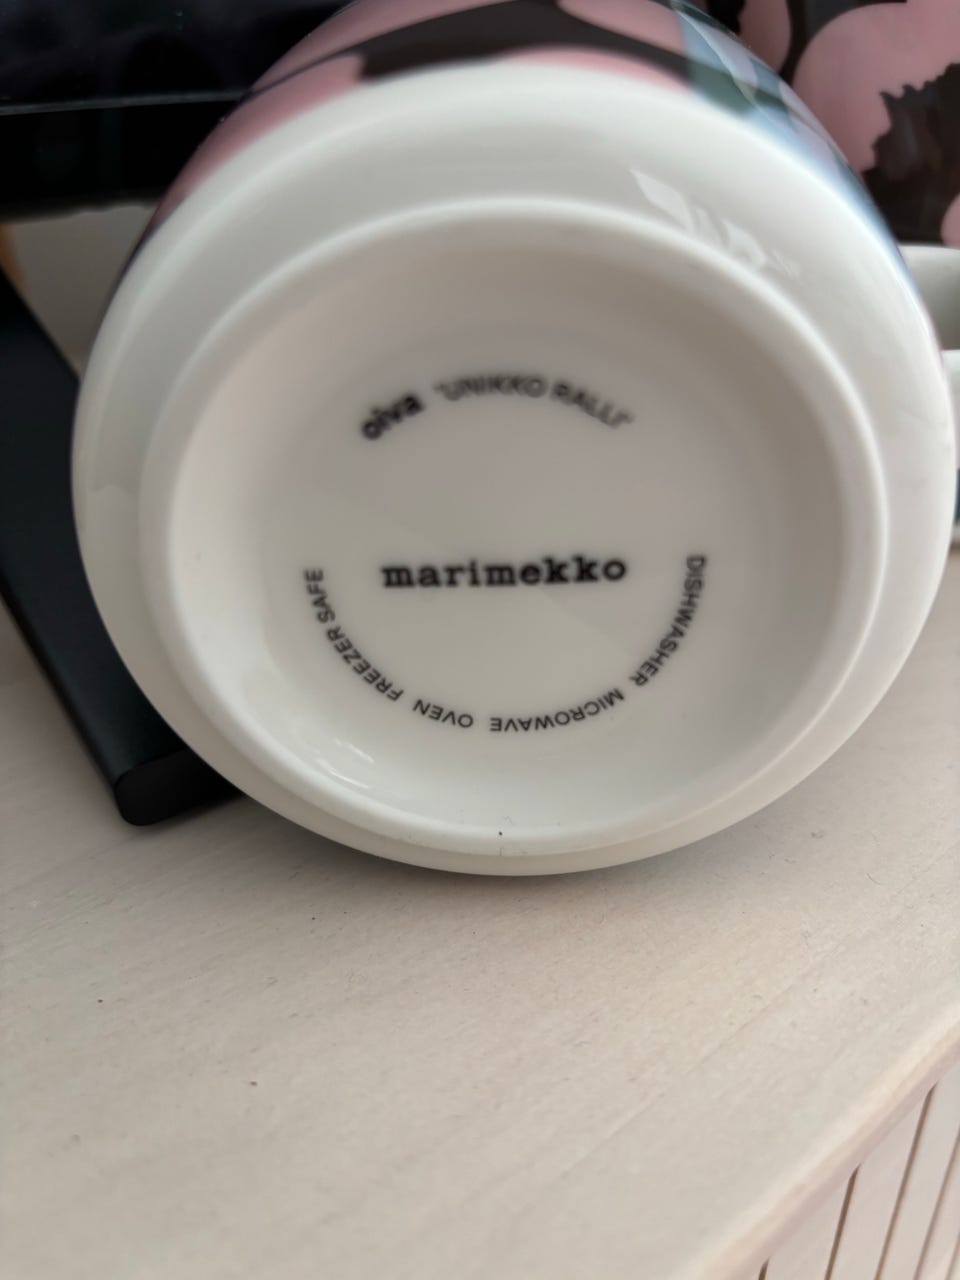 oiva "UNIKKO RALLI"
marimekko
DISHWASHER MICROWAVE OVEN FREEZER SAFE